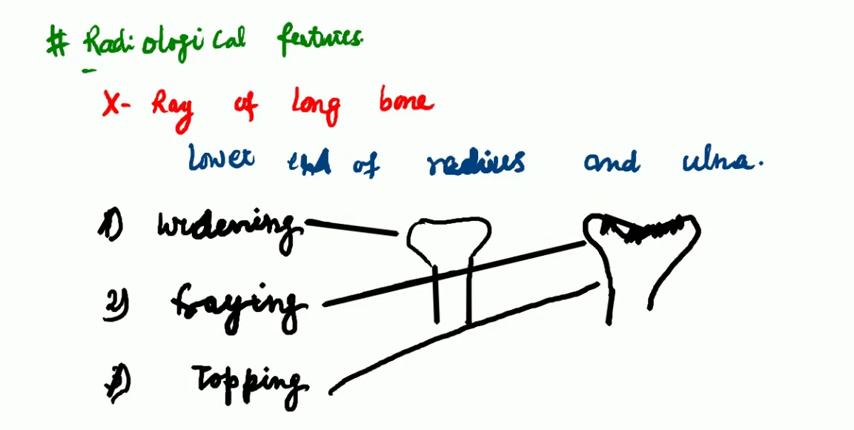 # Radiological features
X- Ray of long bone
Lower end of radius and ulna.
1) Widening
2) fraying
3) Topping